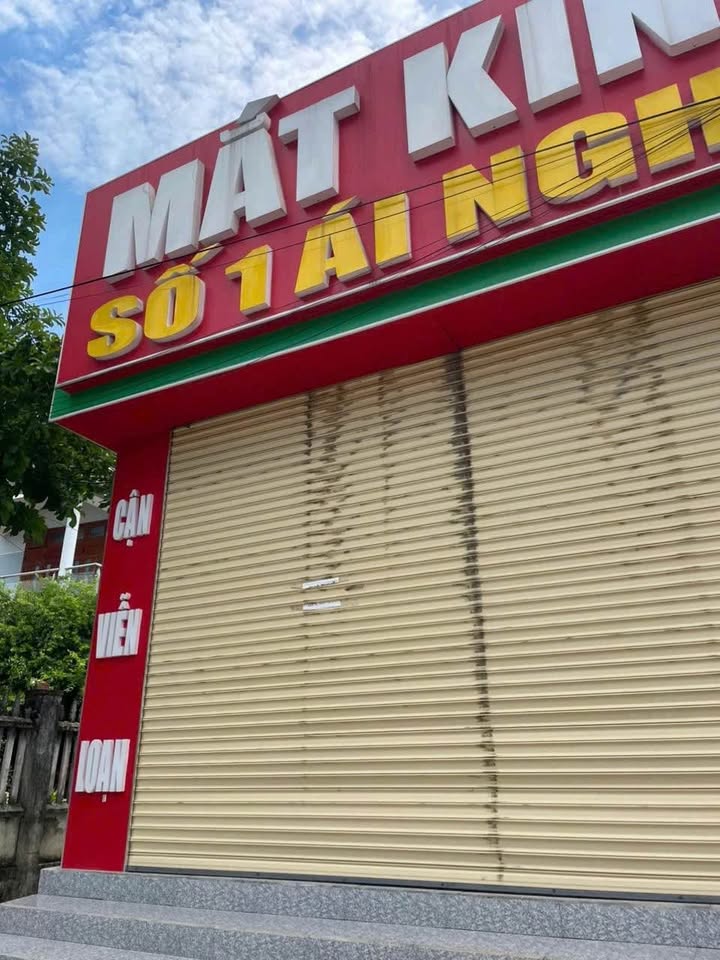 MẮT KIN
SỐ 1 ÁI NGH
CẬN
VIỄN
LOẠN